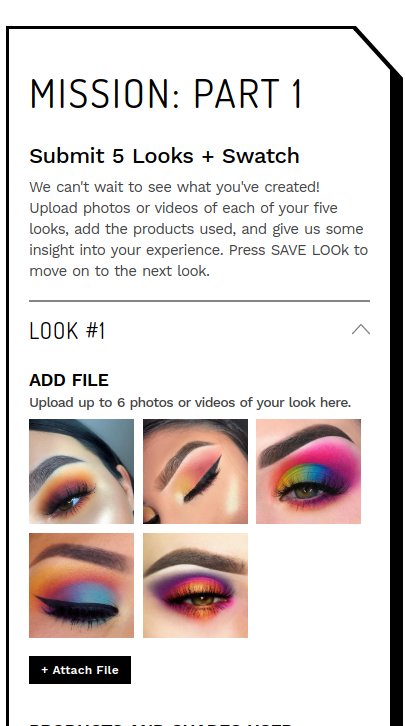 MISSION: PART 1
Submit 5 Looks + Swatch
We can't wait to see what you've created!
Upload photos or videos of each of your five
looks, add the products used, and give us some
insight into your experience. Press SAVE LOOk to
move on to the next look.
LOOK #1
ADD FILE
Upload up to 6 photos or videos of your look here.
+ Attach File